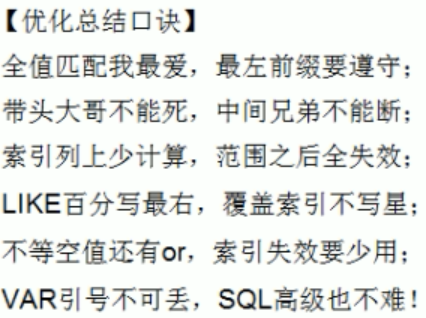 【优化总结口诀】
全值匹配我最爱，最左前缀要遵守；
带头大哥不能死，中间兄弟不能断；
索引列上少计算，范围之后全失效；
LIKE百分写最右，覆盖索引不写星；
不等空值还有or，索引失效要少用；
VAR引号不可丢，SQL高级也不难！